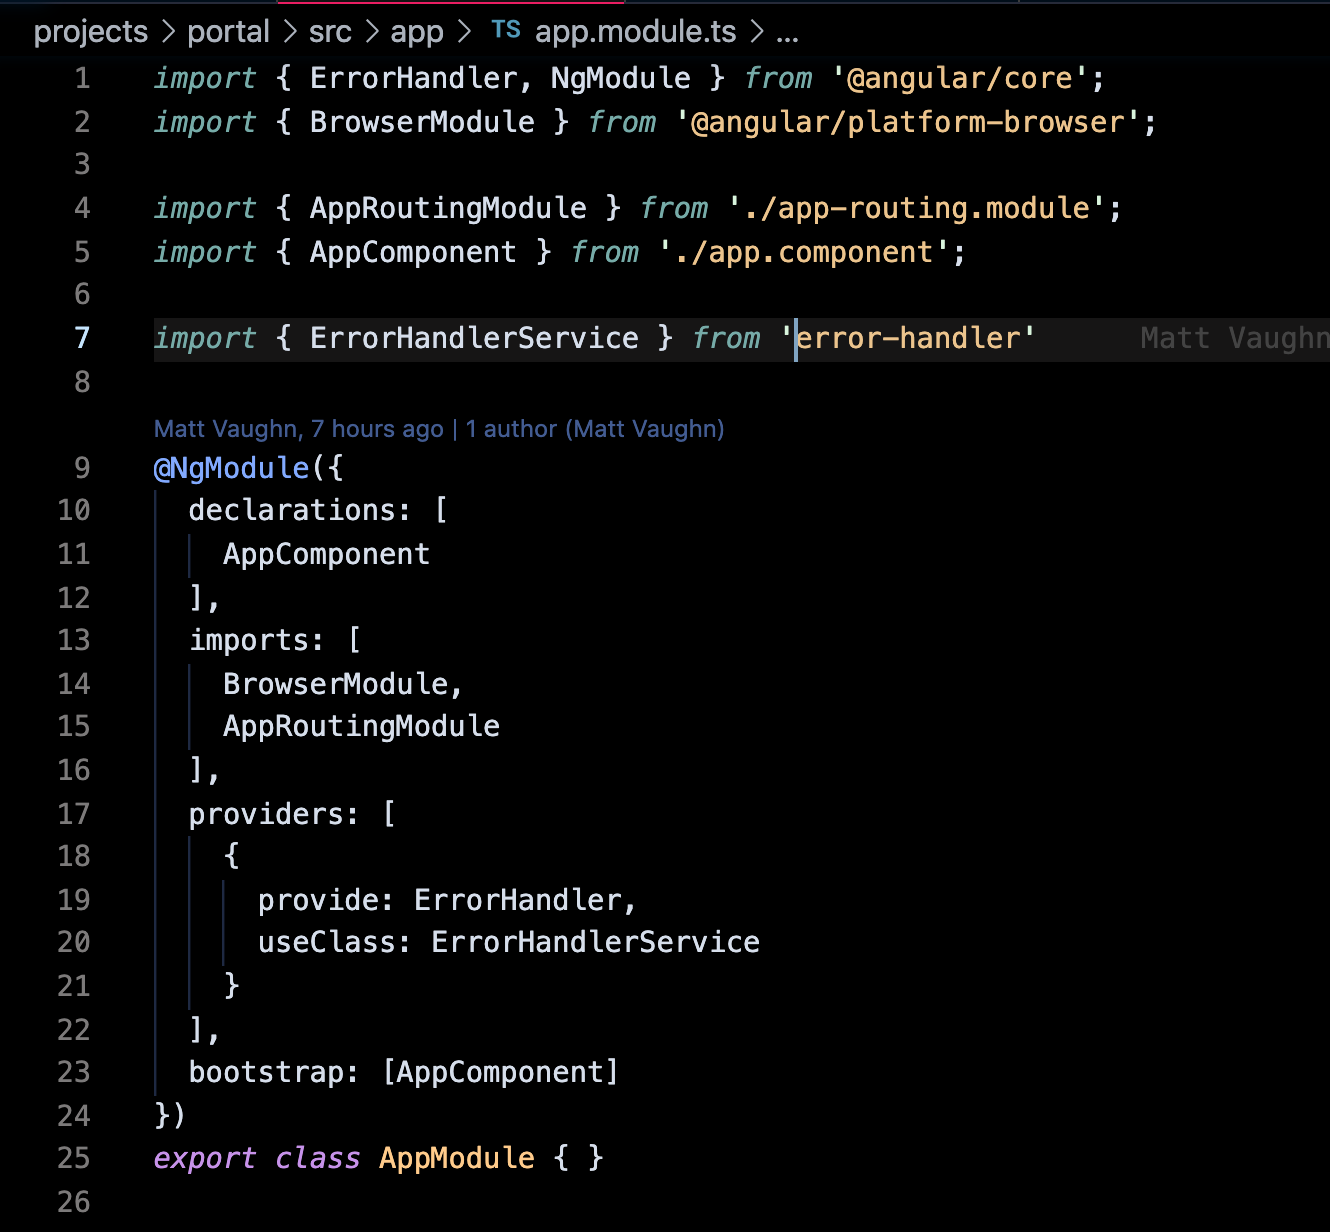 projects > portal > src > app > TS app.module.ts > ...
1 import { ErrorHandler, NgModule } from '@angular/core';
2 import { BrowserModule } from '@angular/platform-browser';
3
4 import { AppRoutingModule } from './app-routing.module';
5 import { AppComponent } from './app.component';
6
7 import { ErrorHandlerService } from 'error-handler' Matt Vaughn
8
Matt Vaughn, 7 hours ago | 1 author (Matt Vaughn)
9 @NgModule({
10 declarations: [
11 AppComponent
12 ],
13 imports: [
14 BrowserModule,
15 AppRoutingModule
16 ],
17 providers: [
18 {
19 provide: ErrorHandler,
20 useClass: ErrorHandlerService
21 }
22 ],
23 bootstrap: [AppComponent]
24 })
25 export class AppModule { }
26